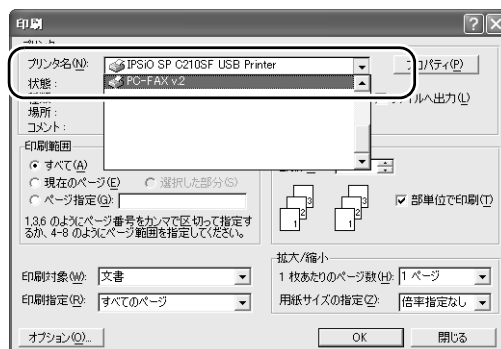 印刷
プリンタ名(N): IPSiO SP C210SF USB Printer
プロパティ(P)
PC-FAX v.2
状態:
場所:
コメント:
印刷範囲
すべて(A)
現在のページ(E) 選択した部分(S)
ページ指定(G):
1,3,6 のようにページ番号をカンマで区切って指定す
るか、4-8 のようにページ範囲を指定してください。
部単位で印刷(T)
印刷対象(W): 文書
印刷指定(R): すべてのページ
拡大/縮小
1 枚あたりのページ数(H): 1 ページ
用紙サイズの指定(Z): 倍率指定なし
オプション(O)...
OK
閉じる